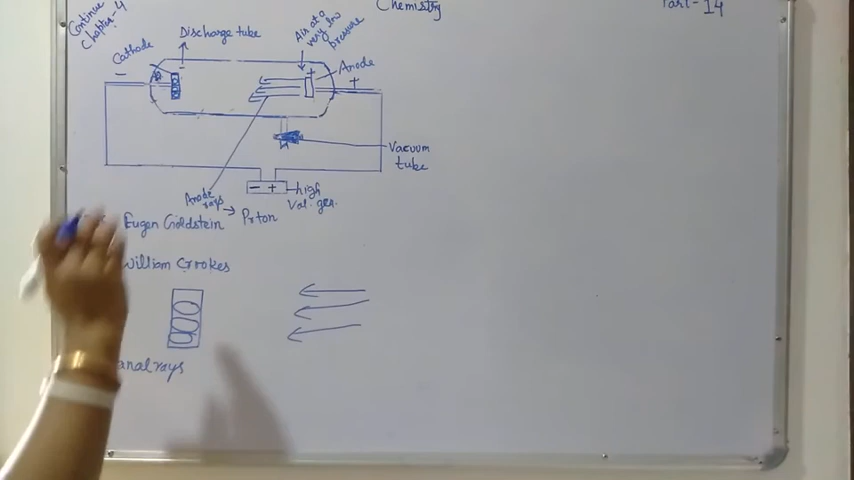 Continue
Chapter-4
Chemistry
Part-14
Discharge tube
Air at a
very low
pressure
Cathode
Anode
−
−
+
+
Vacuum
tube
− +
high
Vol. gen.
Anode
rays
→ Prton
Eugen Goldstein
William Crookes
anal rays